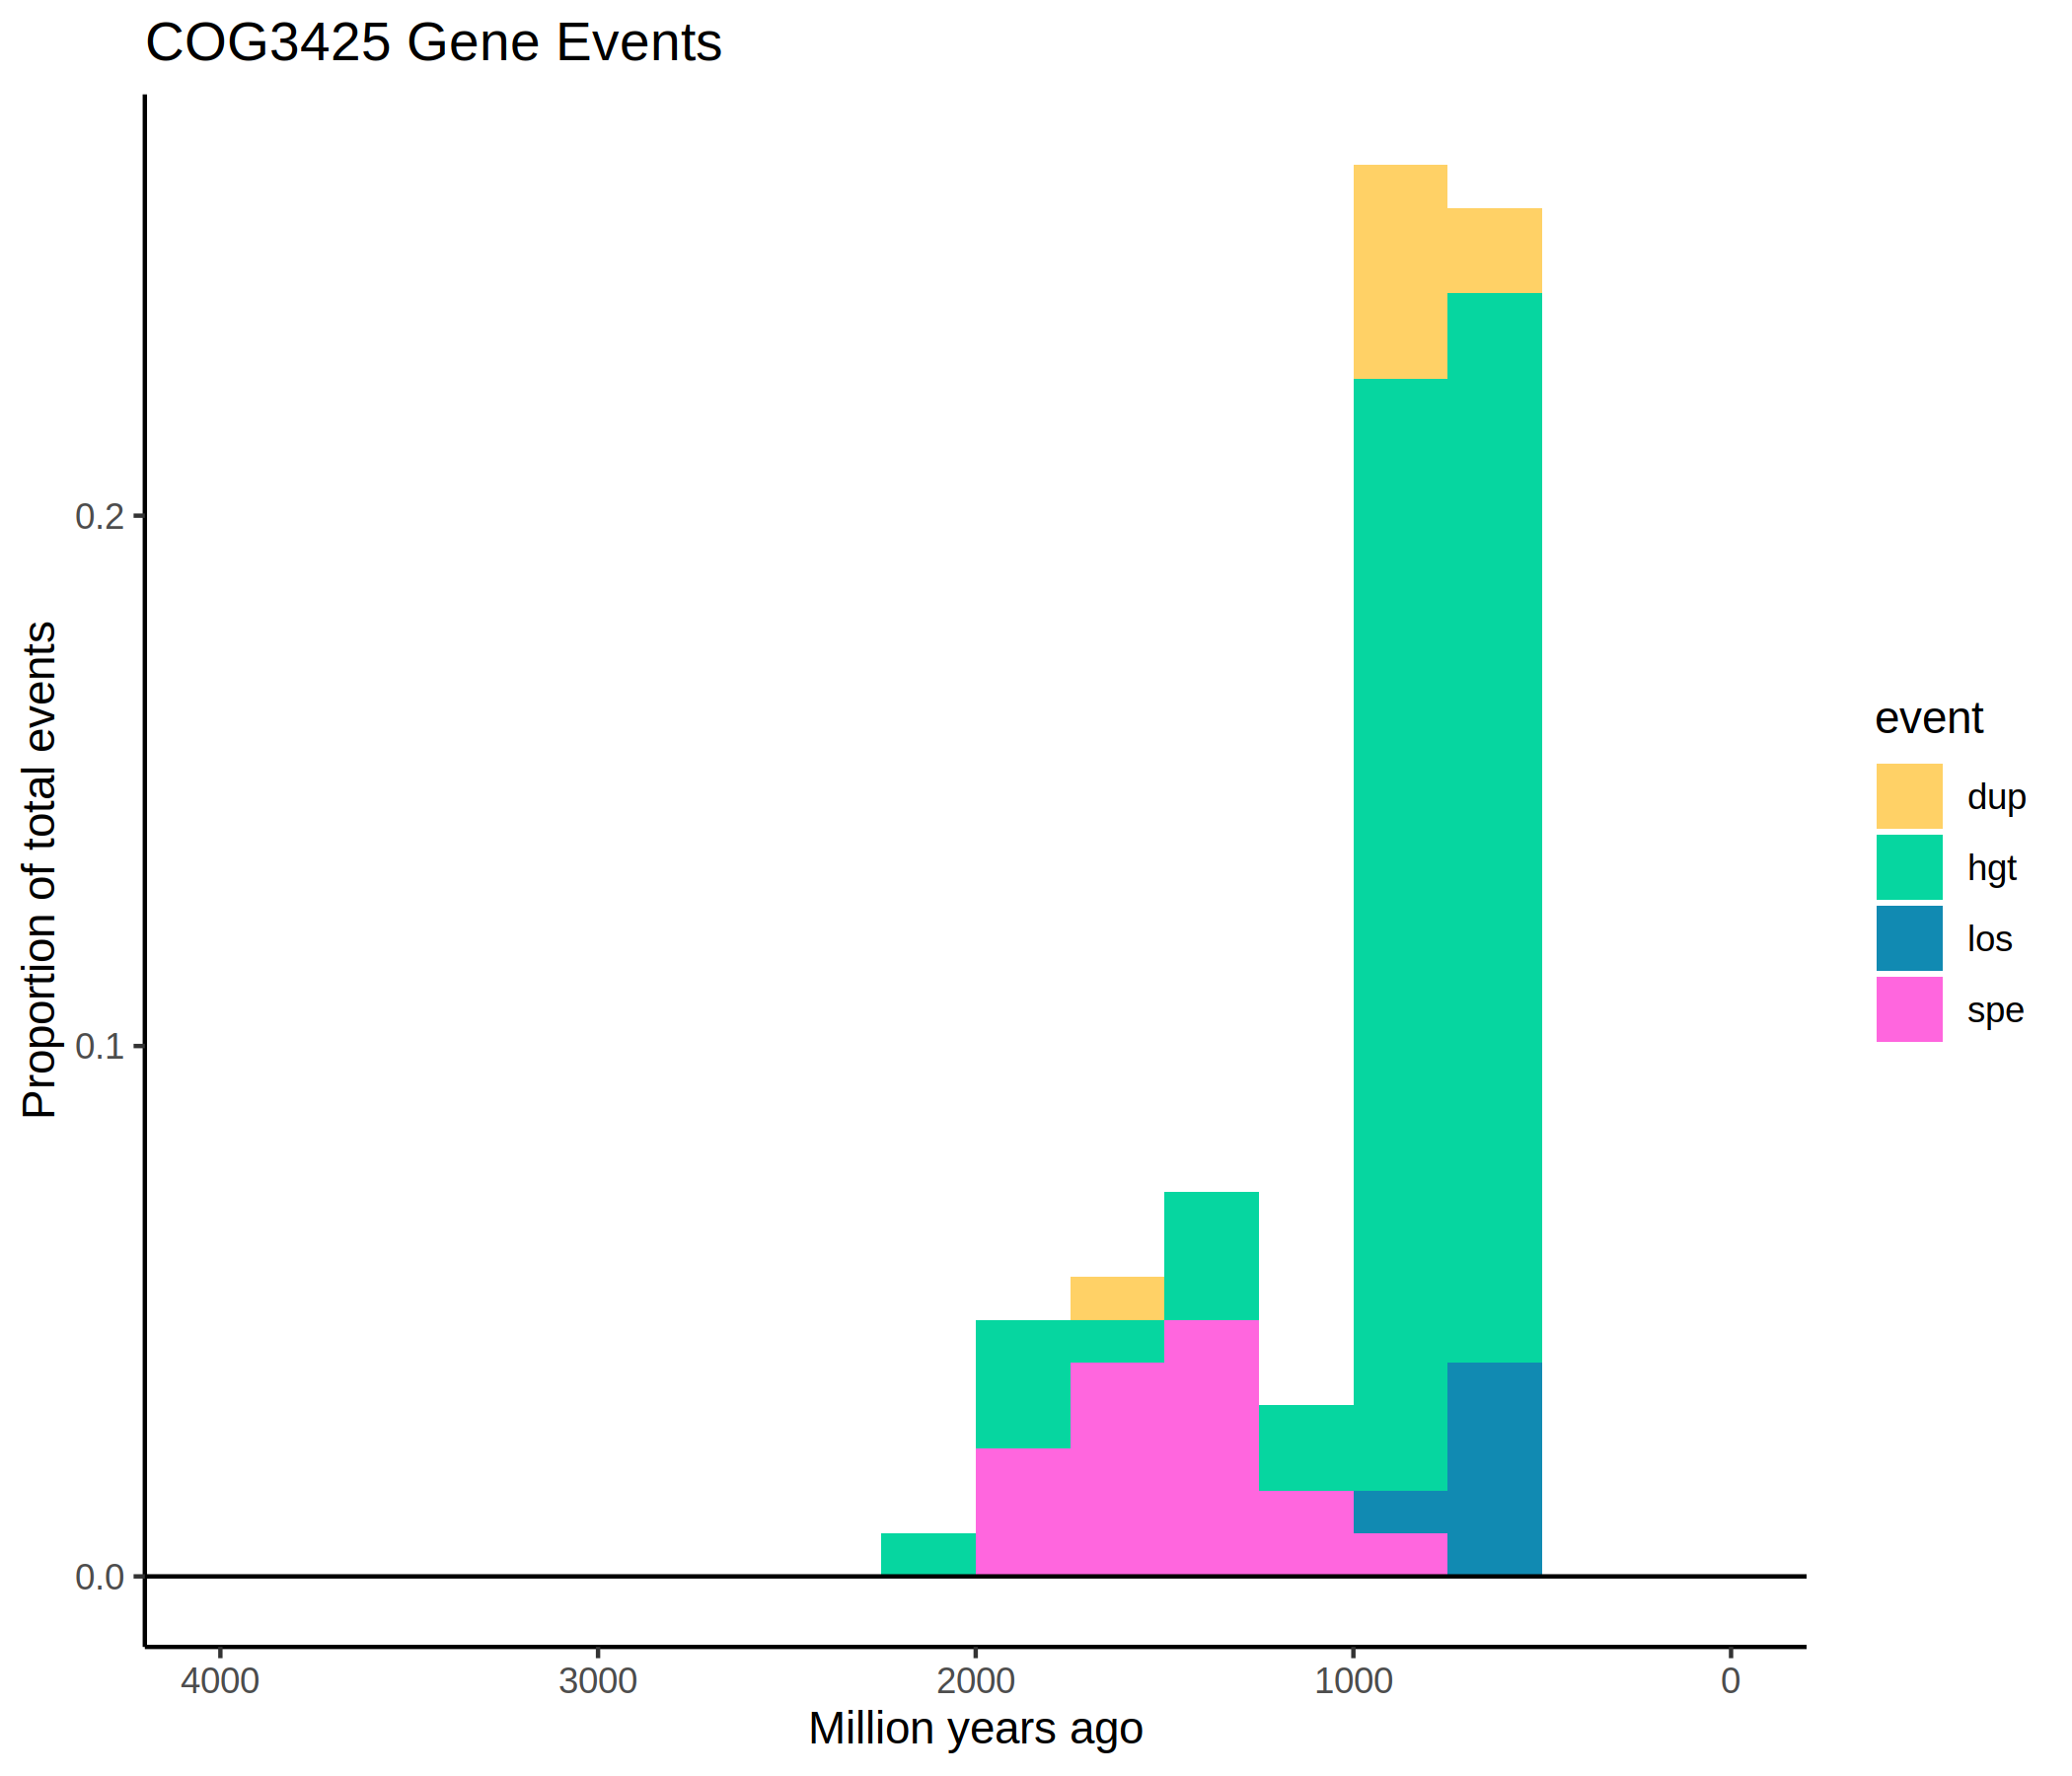 COG3425 Gene Events
Proportion of total events
0.2
0.1
0.0
4000 3000 2000 1000 0
Million years ago
event
dup
hgt
los
spe